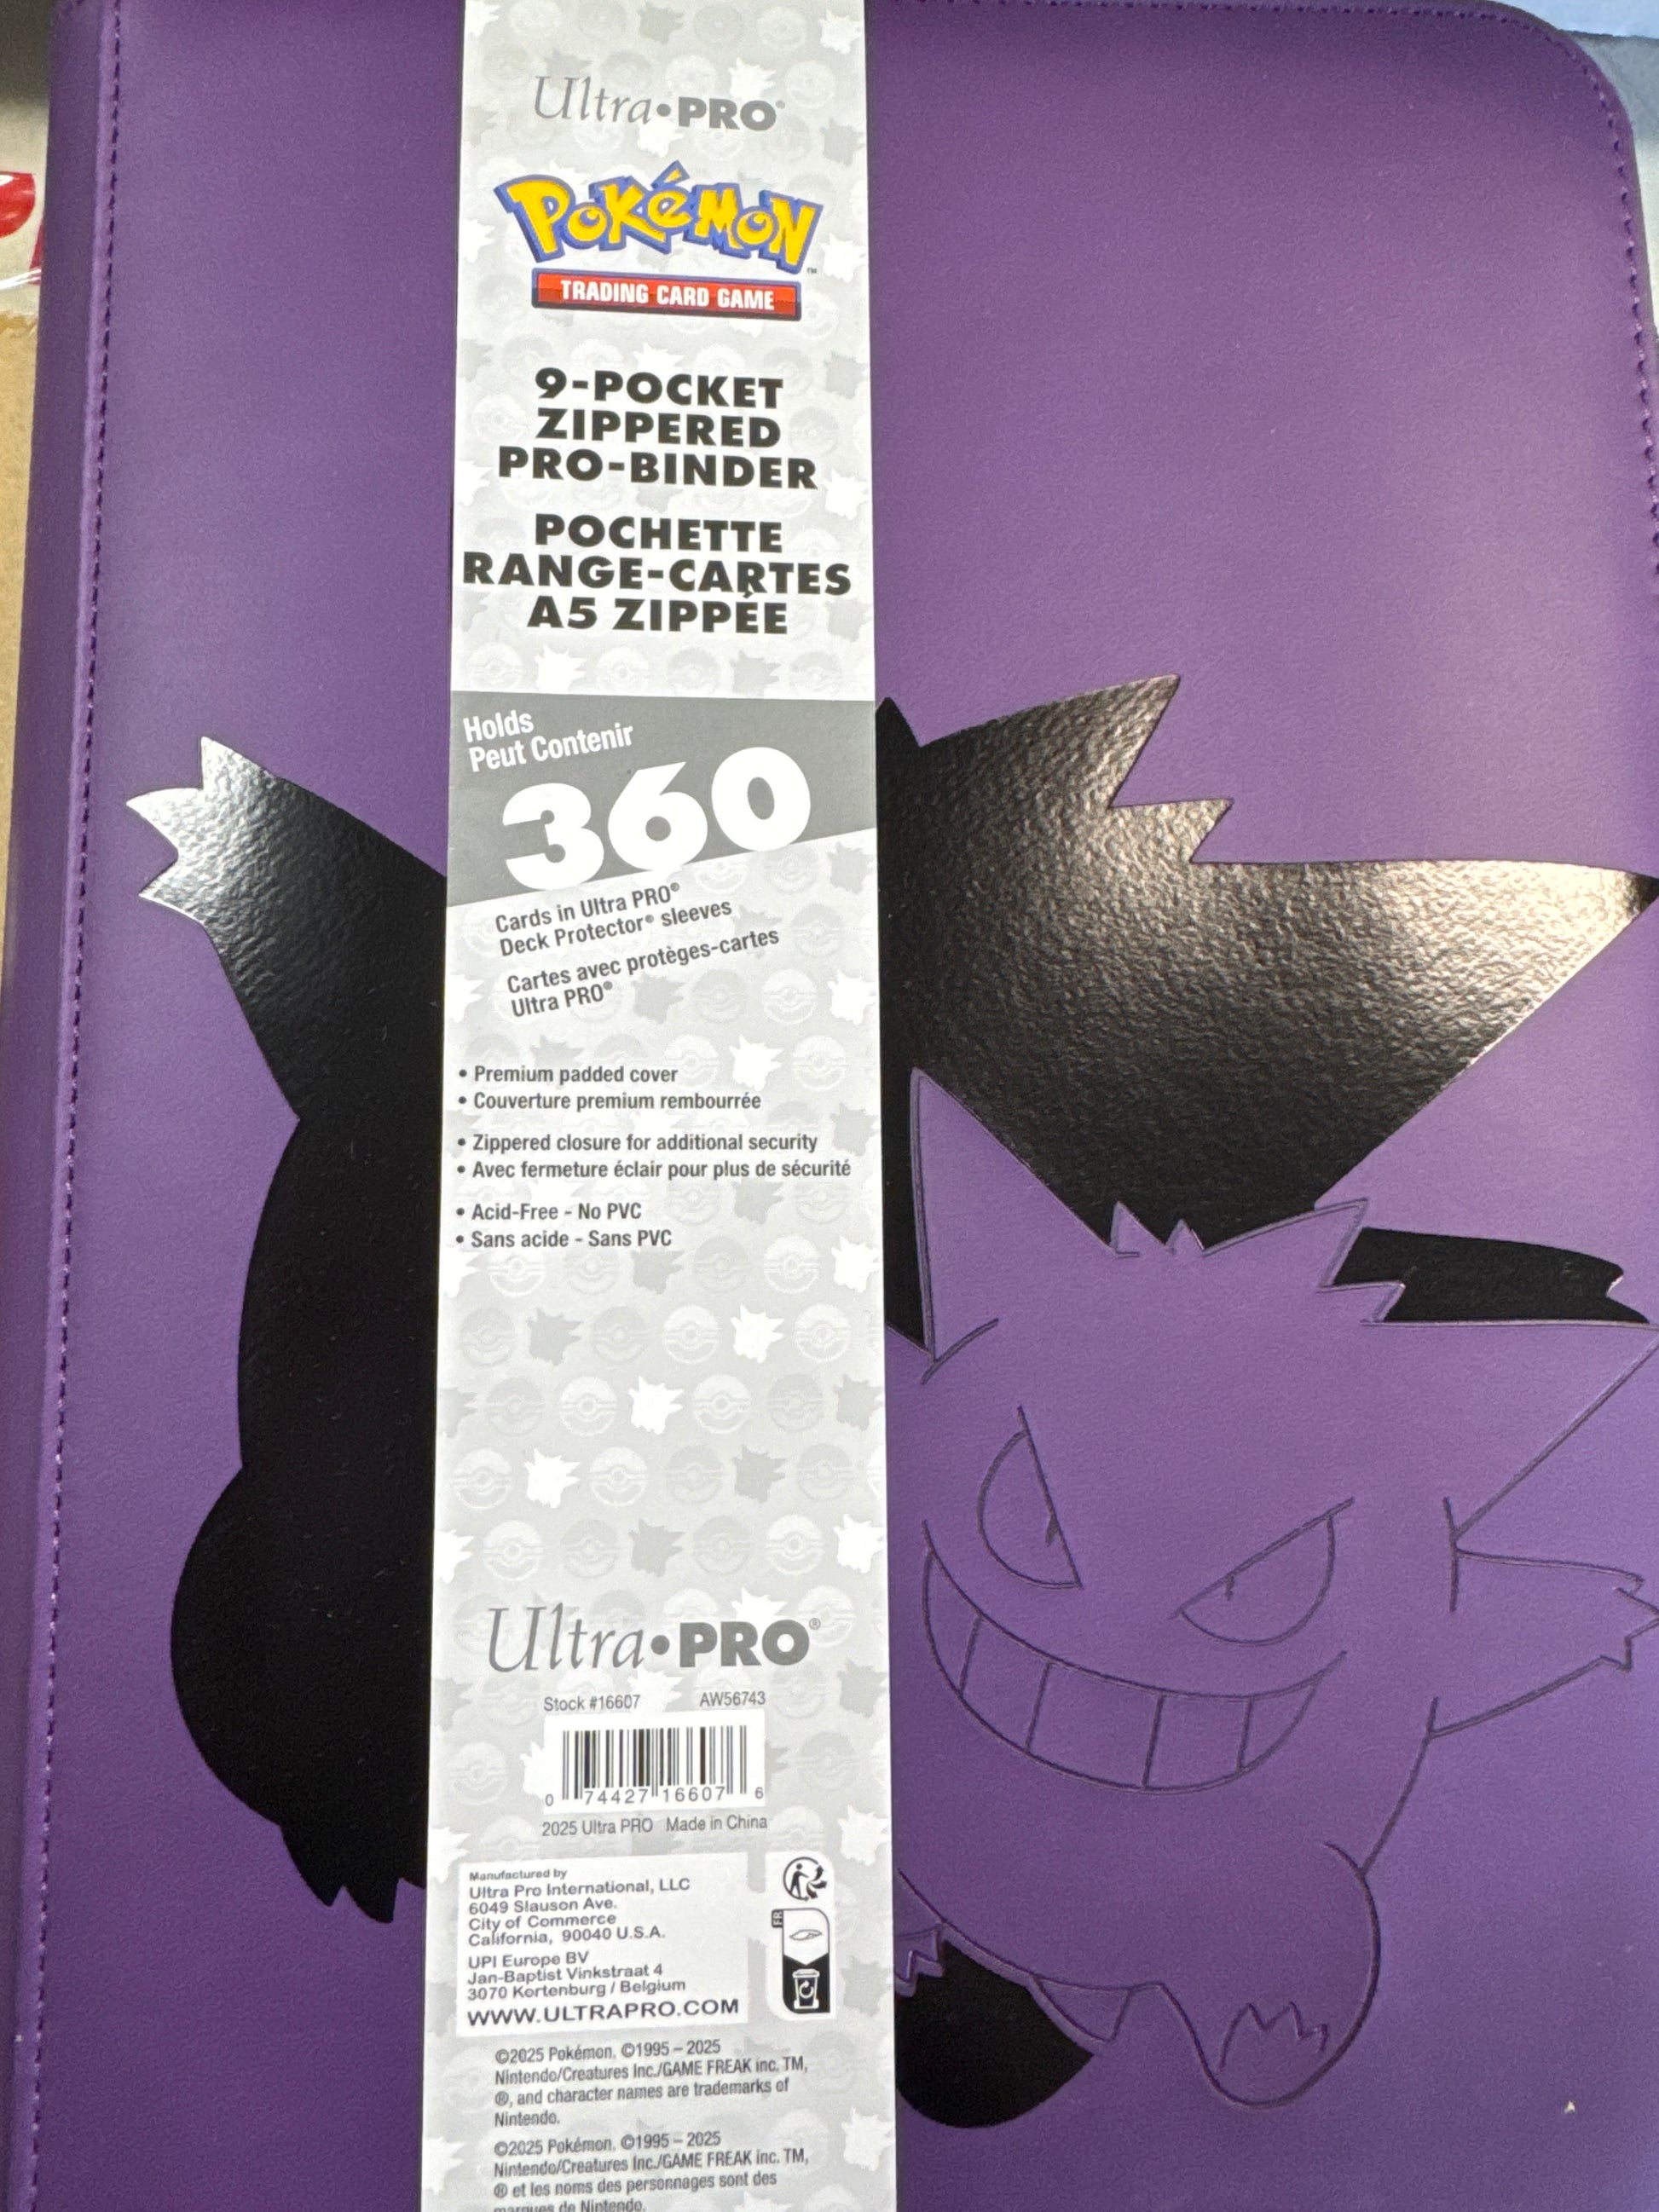 Ultra•PRO®
POKéMON™
TRADING CARD GAME
9-POCKET
ZIPPERED
PRO-BINDER
POCHETTE
RANGE-CARTES
A5 ZIPPÉE
Holds
Peut Contenir
360
Cards in Ultra PRO®
Deck Protector® sleeves
Cartes avec protèges-cartes
Ultra PRO®
• Premium padded cover
• Couverture premium rembourrée
• Zippered closure for additional security
• Avec fermeture éclair pour plus de sécurité
• Acid-Free - No PVC
• Sans acide - Sans PVC
Ultra•PRO®
Stock #16607 AW56743
0 74427 16607 6
2025 Ultra PRO Made in China
Manufactured by
Ultra Pro International, LLC
6049 Slauson Ave.
City of Commerce
California, 90040 U.S.A.
UPI Europe BV
Jan-Baptist Vinkstraat 4
3070 Kortenburg / Belgium
WWW.ULTRAPRO.COM
FR
©2025 Pokémon. ©1995 – 2025
Nintendo/Creatures Inc./GAME FREAK inc. TM,
®, and character names are trademarks of
Nintendo.
©2025 Pokémon. ©1995 – 2025
Nintendo/Creatures Inc./GAME FREAK inc. TM,
® et les noms des personnages sont des
marques de Nintendo.